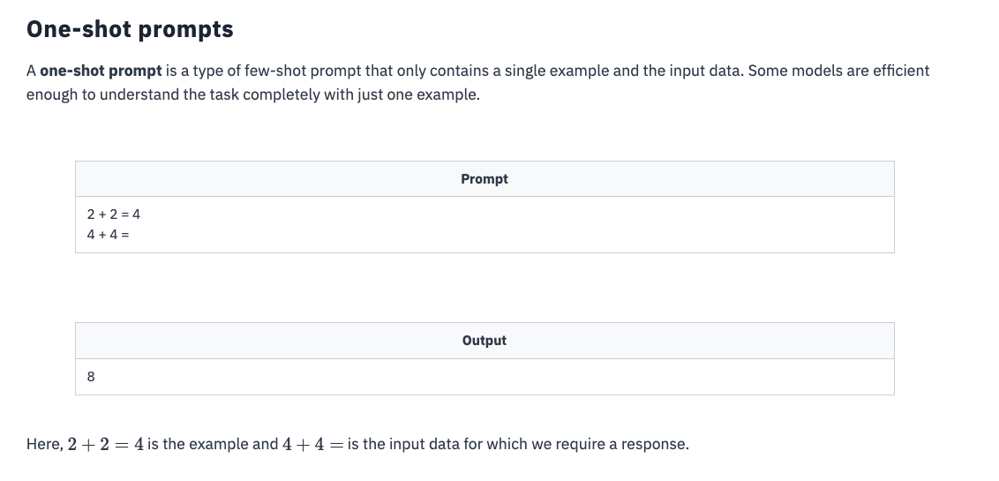 One-shot prompts
A one-shot prompt is a type of few-shot prompt that only contains a single example and the input data. Some models are efficient
enough to understand the task completely with just one example.
Prompt
2 + 2 = 4
4 + 4 =
Output
8
Here, 2 + 2 = 4 is the example and 4 + 4 = is the input data for which we require a response.